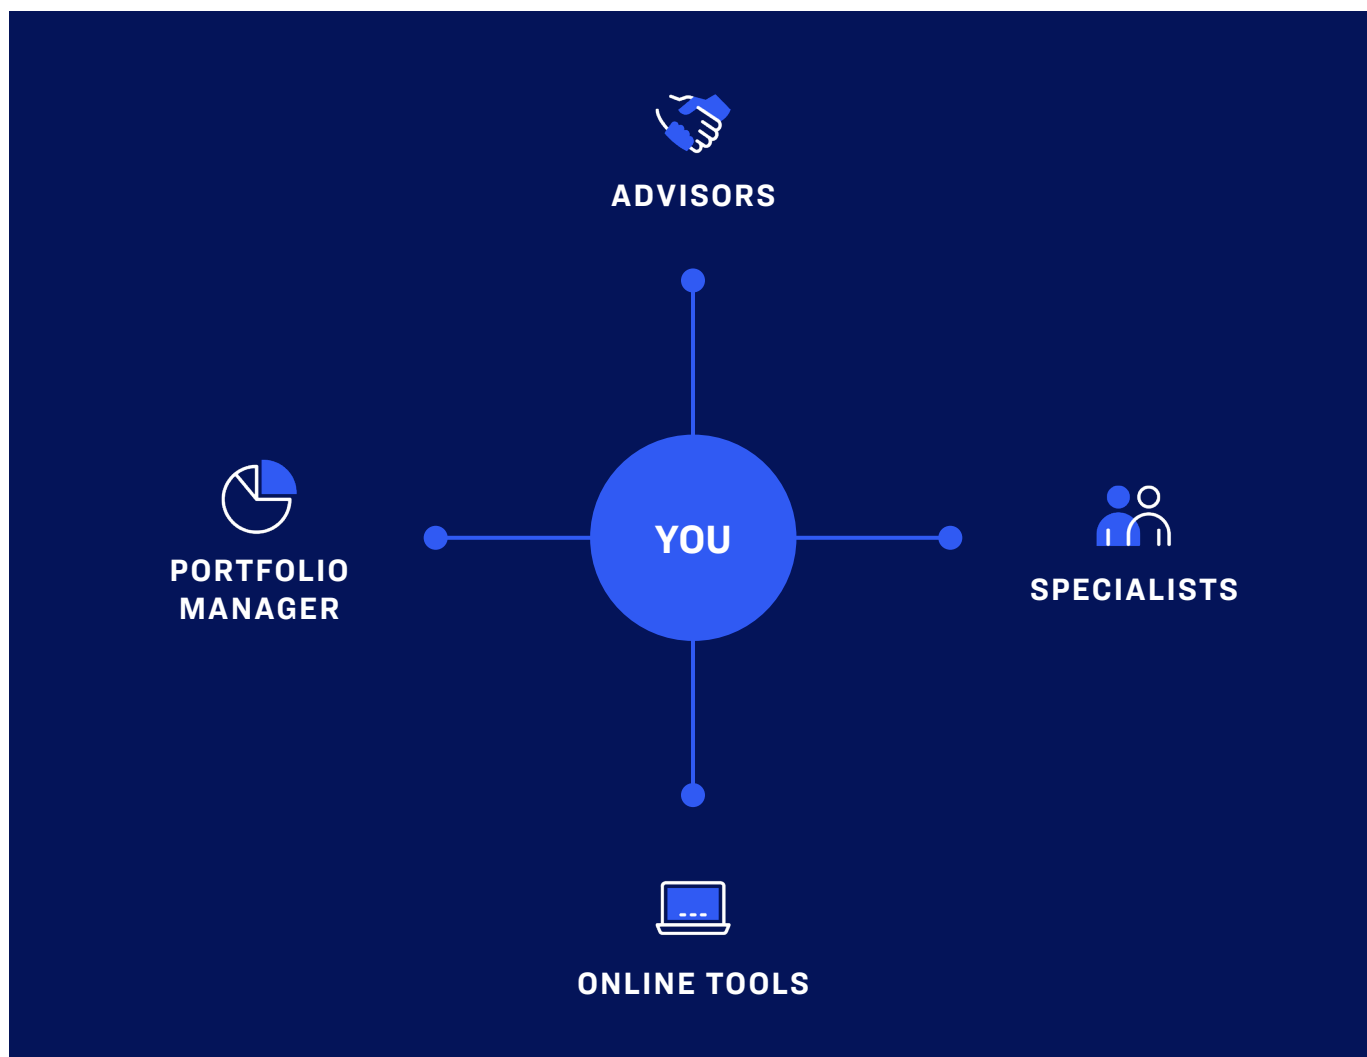 ADVISORS
PORTFOLIO
MANAGER
YOU
SPECIALISTS
ONLINE TOOLS